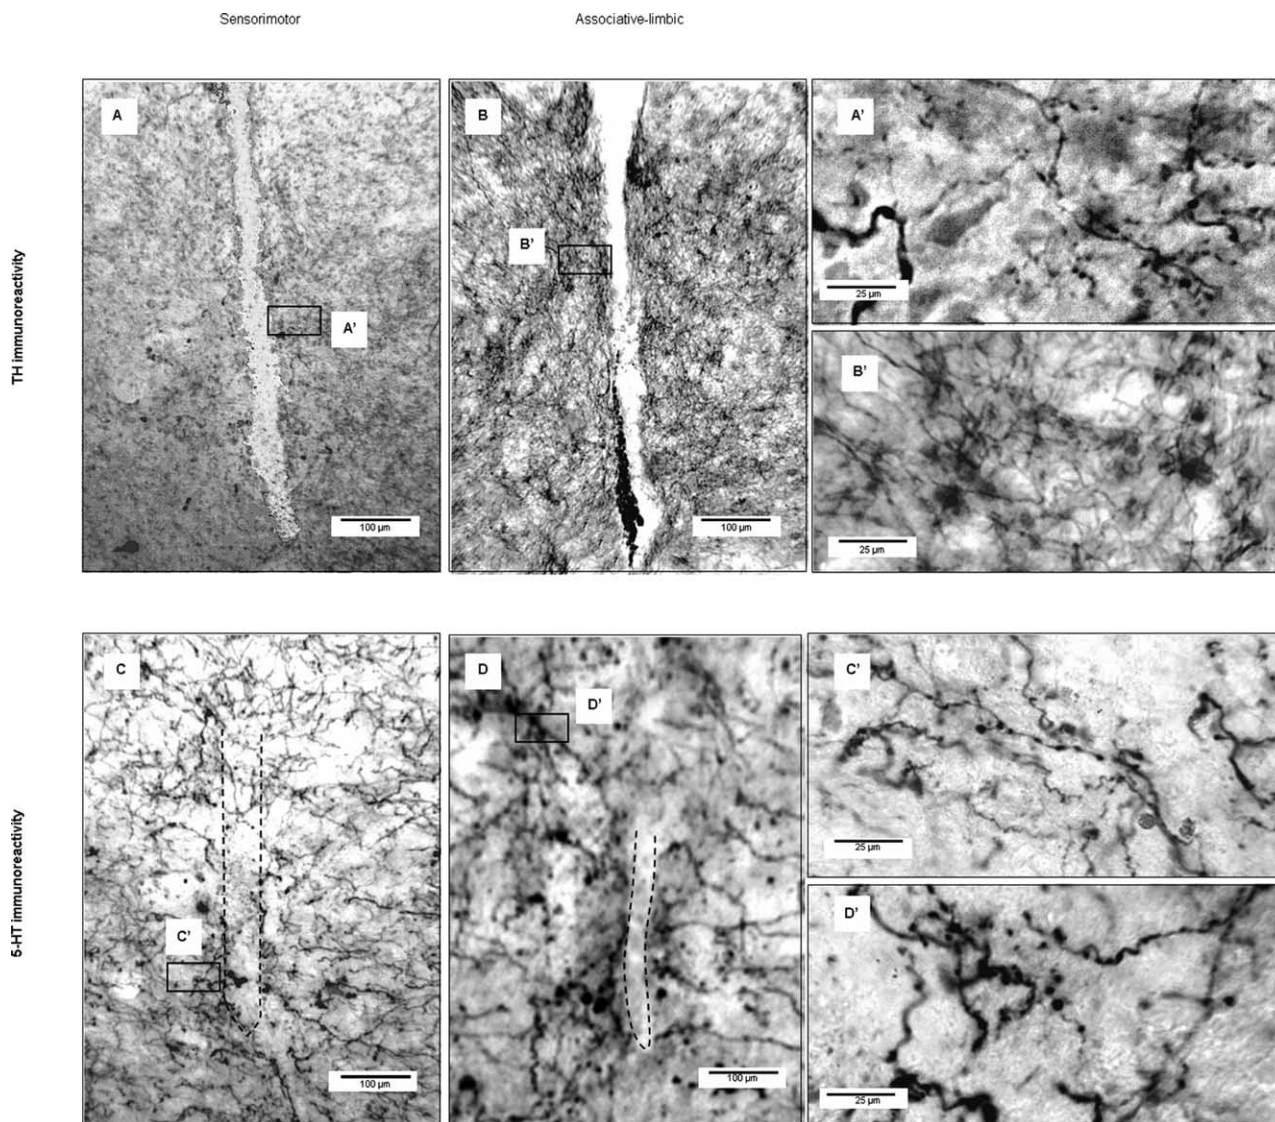 Sensorimotor
Associative-limbic
TH immunoreactivity
A
A'
100 µm
B
B'
100 µm
A'
25 µm
B'
25 µm
5-HT immunoreactivity
C
C'
100 µm
D
D'
100 µm
C'
25 µm
D'
25 µm